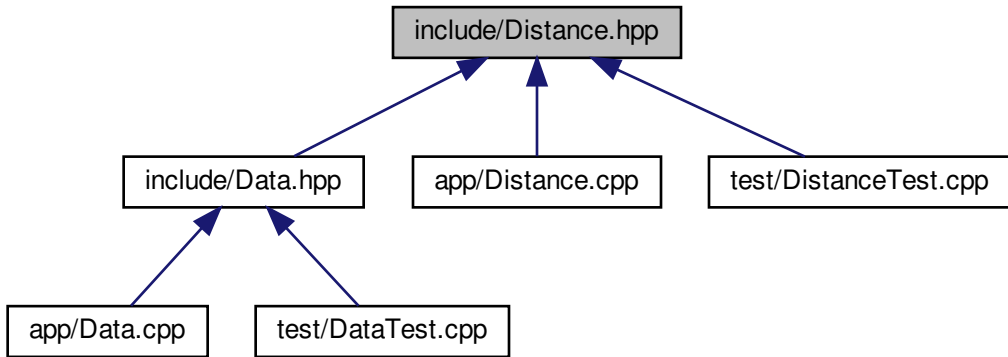 include/Distance.hpp
include/Data.hpp
app/Distance.cpp
test/DistanceTest.cpp
app/Data.cpp
test/DataTest.cpp